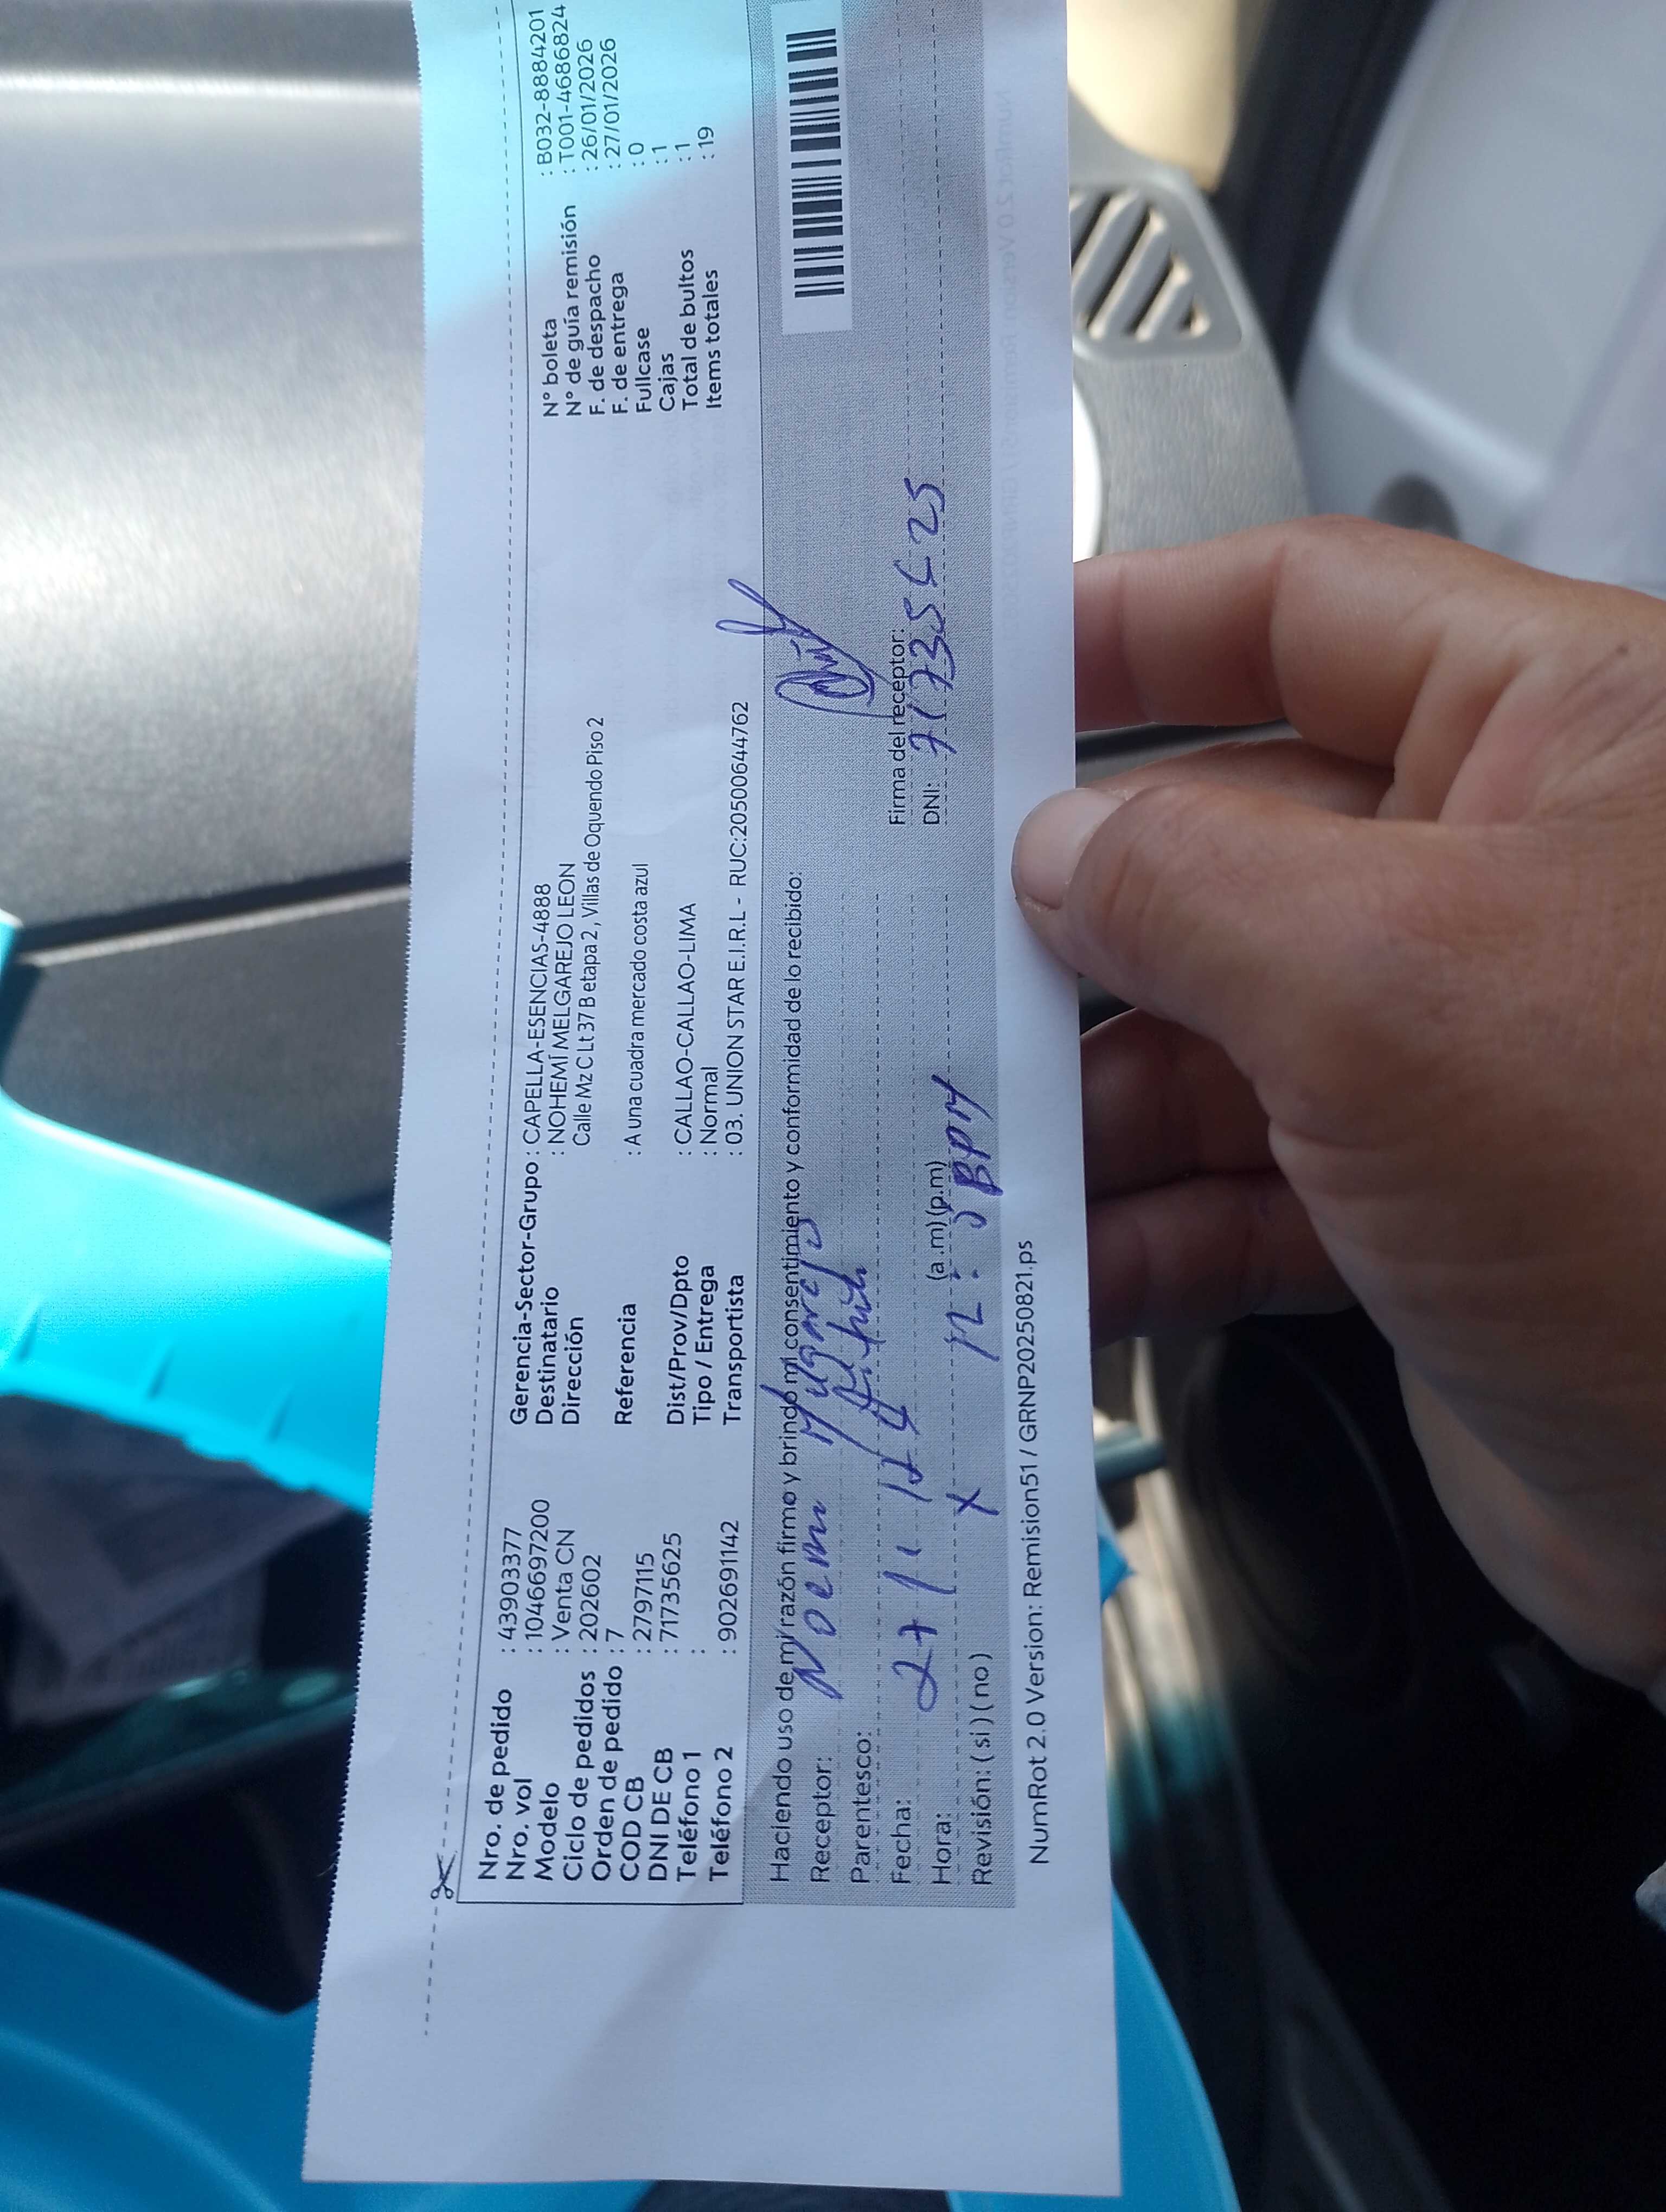 Nro. de pedido : 43903377
Nro. vol : 1046697200
Modelo : Venta CN
Ciclo de pedidos : 202602
Orden de pedido : 7
COD CB : 2797115
DNI DE CB : 71735625
Teléfono 1 :
Teléfono 2 : 902691142
Gerencia-Sector-Grupo : CAPELLA-ESENCIAS-4888
Destinatario : NOHEMÍ MELGAREJO LEON
Dirección Calle Mz C Lt 37 B etapa 2 , Villas de Oquendo Piso 2
Referencia : A una cuadra mercado costa azul
Dist/Prov/Dpto : CALLAO-CALLAO-LIMA
Tipo / Entrega : Normal
Transportista : 03. UNION STAR E.I.R.L - RUC:20500644762
N° boleta : B032-8884201
N° de guía remisión : T001-4686824
F. de despacho : 26/01/2026
F. de entrega : 27/01/2026
Fullcase : 0
Cajas : 1
Total de bultos : 1
Items totales : 19
Haciendo uso de mi razón firmo y brindo mi consentimiento y conformidad de lo recibido:
Receptor: Noemi
Parentesco:
Fecha: 27
Hora: (a .m) (p.m)
Revisión: ( si ) ( no )
Firma del receptor:
DNI: 71735625
NumRot 2.0 Version: Remision51 / GRNP20250821.ps